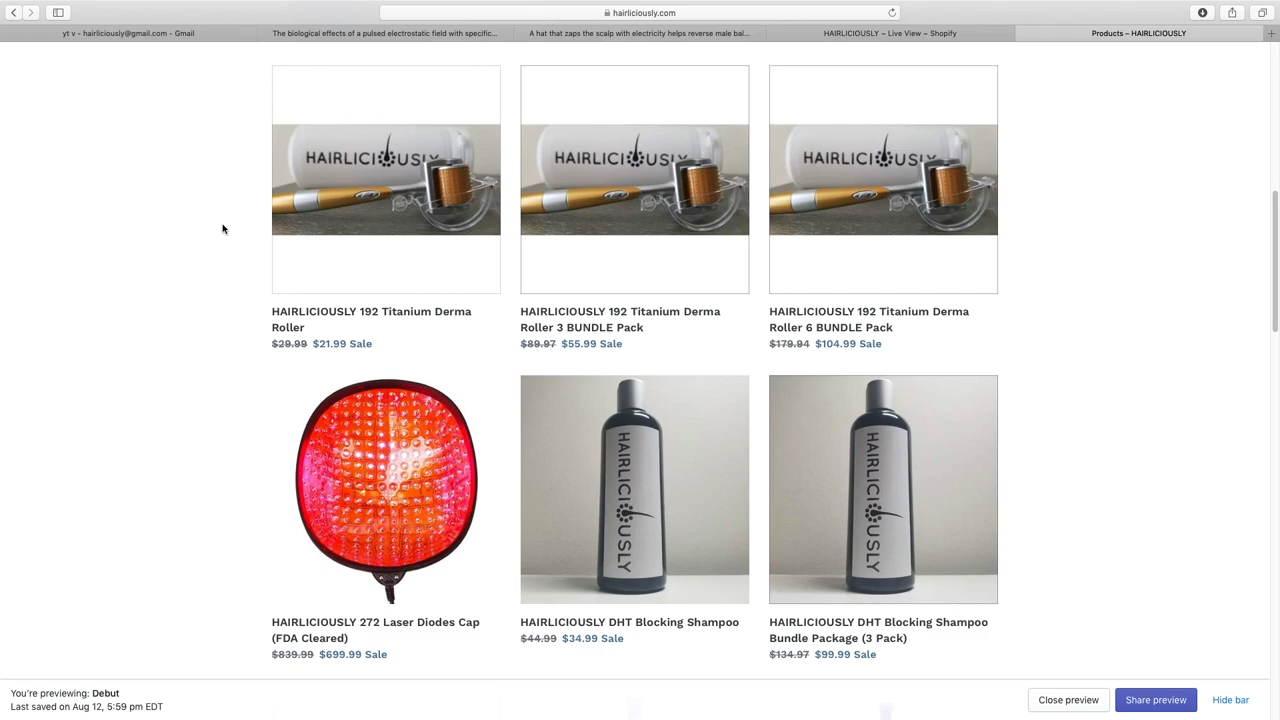 hairliciously.com
yt v - hairliciously@gmail.com - Gmail
The biological effects of a pulsed electrostatic field with specific...
A hat that zaps the scalp with electricity helps reverse male bal...
HAIRLICIOUSLY ~ Live View ~ Shopify
Products – HAIRLICIOUSLY
HAIRLICIOUSLY
HAIRLICIOUSLY
HAIRLICIOUSLY
HAIRLICIOUSLY 192 Titanium Derma
Roller
$29.99 $21.99 Sale
HAIRLICIOUSLY 192 Titanium Derma
Roller 3 BUNDLE Pack
$89.97 $55.99 Sale
HAIRLICIOUSLY 192 Titanium Derma
Roller 6 BUNDLE Pack
$179.94 $104.99 Sale
HAIRLICIOUSLY
HAIRLICIOUSLY
HAIRLICIOUSLY 272 Laser Diodes Cap
(FDA Cleared)
$839.99 $699.99 Sale
HAIRLICIOUSLY DHT Blocking Shampoo
$44.99 $34.99 Sale
HAIRLICIOUSLY DHT Blocking Shampoo
Bundle Package (3 Pack)
$134.97 $99.99 Sale
You're previewing: Debut
Last saved on Aug 12, 5:59 pm EDT
Close preview
Share preview
Hide bar